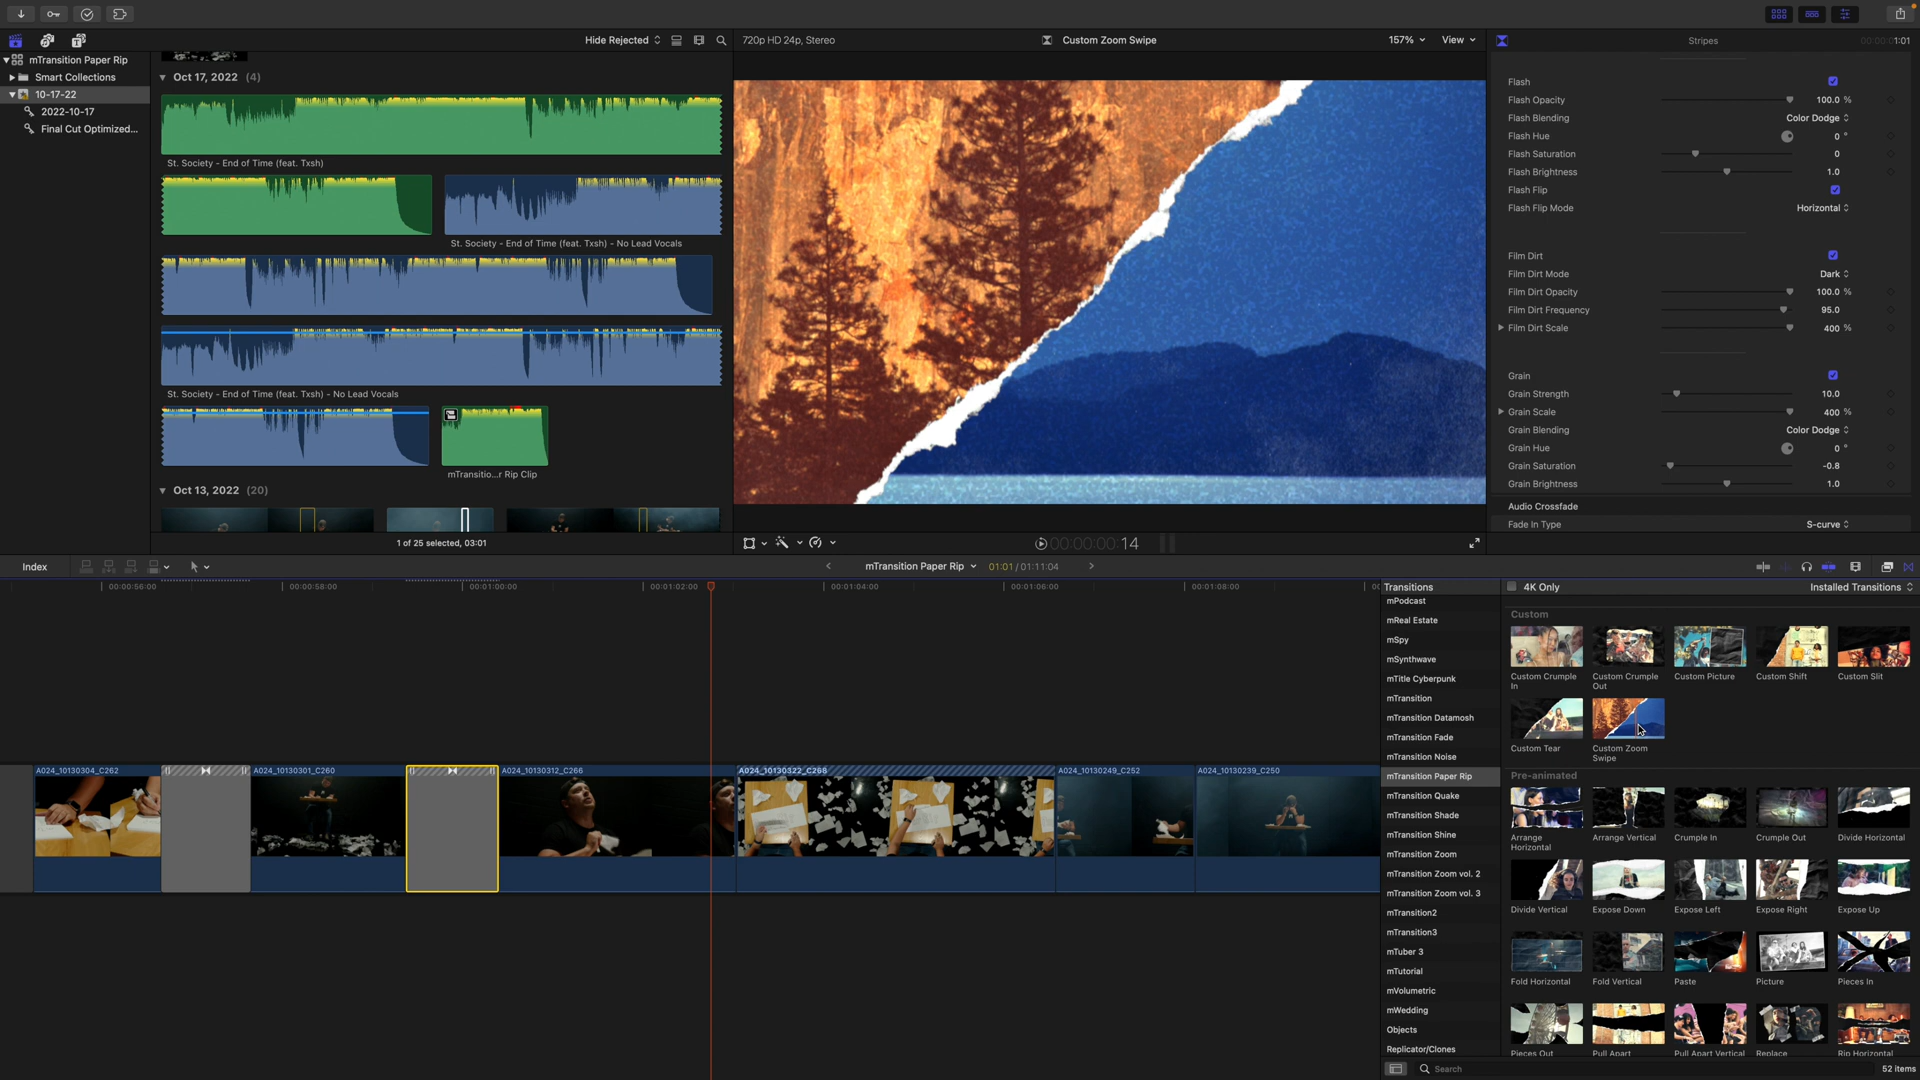 Hide Rejected
720p HD 24p, Stereo
Custom Zoom Swipe
157%
View
Stripes
1:01
mTransition Paper Rip
Smart Collections
10-17-22
2022-10-17
Final Cut Optimized...
Oct 17, 2022 (4)
St. Society - End of Time (feat. Txsh)
St. Society - End of Time (feat. Txsh) - No Lead Vocals
St. Society - End of Time (feat. Txsh) - No Lead Vocals
mTransitio...r Rip Clip
Oct 13, 2022 (20)
1 of 25 selected, 03:01
00:00:00:14
Flash
Flash Opacity 100.0 %
Flash Blending Color Dodge
Flash Hue 0 °
Flash Saturation 0
Flash Brightness 1.0
Flash Flip
Flash Flip Mode Horizontal
Film Dirt
Film Dirt Mode Dark
Film Dirt Opacity 100.0 %
Film Dirt Frequency 95.0
Film Dirt Scale 400 %
Grain
Grain Strength 10.0
Grain Scale 400 %
Grain Blending Color Dodge
Grain Hue 0 °
Grain Saturation -0.8
Grain Brightness 1.0
Audio Crossfade
Fade In Type S-curve
Index
mTransition Paper Rip
01:01 / 01:11:04
00:00:56:00
00:00:58:00
00:01:00:00
00:01:02:00
00:01:04:00
00:01:06:00
00:01:08:00
A024_10130304_C262
A024_10130301_C260
A024_10130312_C266
A024_10130322_C268
A024_10130249_C252
A024_10130239_C250
Transitions
4K Only
Installed Transitions
mPodcast
mReal Estate
mSpy
mSynthwave
mTitle Cyberpunk
mTransition
mTransition Datamosh
mTransition Fade
mTransition Noise
mTransition Paper Rip
mTransition Quake
mTransition Shade
mTransition Shine
mTransition Zoom
mTransition Zoom vol. 2
mTransition Zoom vol. 3
mTransition2
mTransition3
mTuber 3
mTutorial
mVolumetric
mWedding
Objects
Replicator/Clones
Custom
Custom Crumple In
Custom Crumple Out
Custom Picture
Custom Shift
Custom Slit
Custom Tear
Custom Zoom Swipe
Pre-animated
Arrange Horizontal
Arrange Vertical
Crumple In
Crumple Out
Divide Horizontal
Divide Vertical
Expose Down
Expose Left
Expose Right
Expose Up
Fold Horizontal
Fold Vertical
Paste
Picture
Pieces In
Pieces Out
Pull Apart
Pull Apart Vertical
Replace
Rip Horizontal
Search
52 items